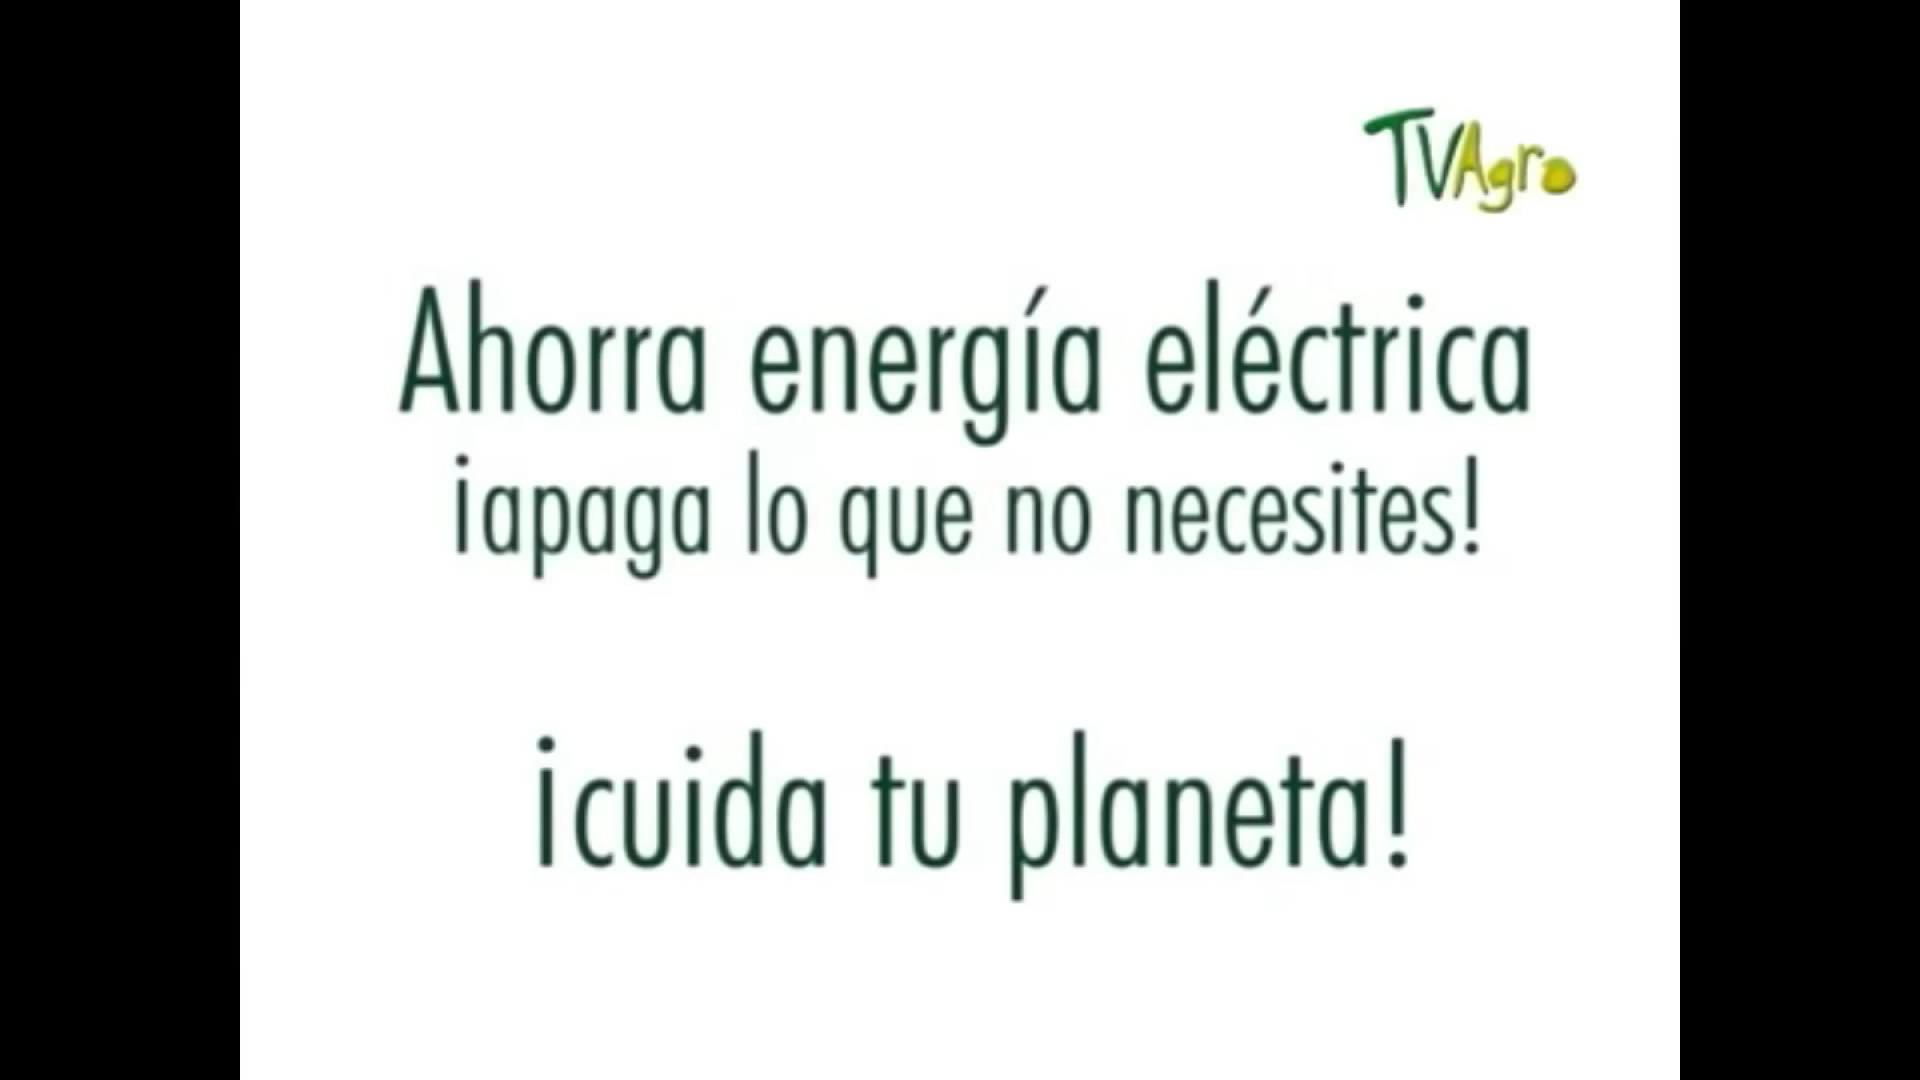 TVAgro
Ahorra energía eléctrica
¡apaga lo que no necesites!
¡cuida tu planeta!